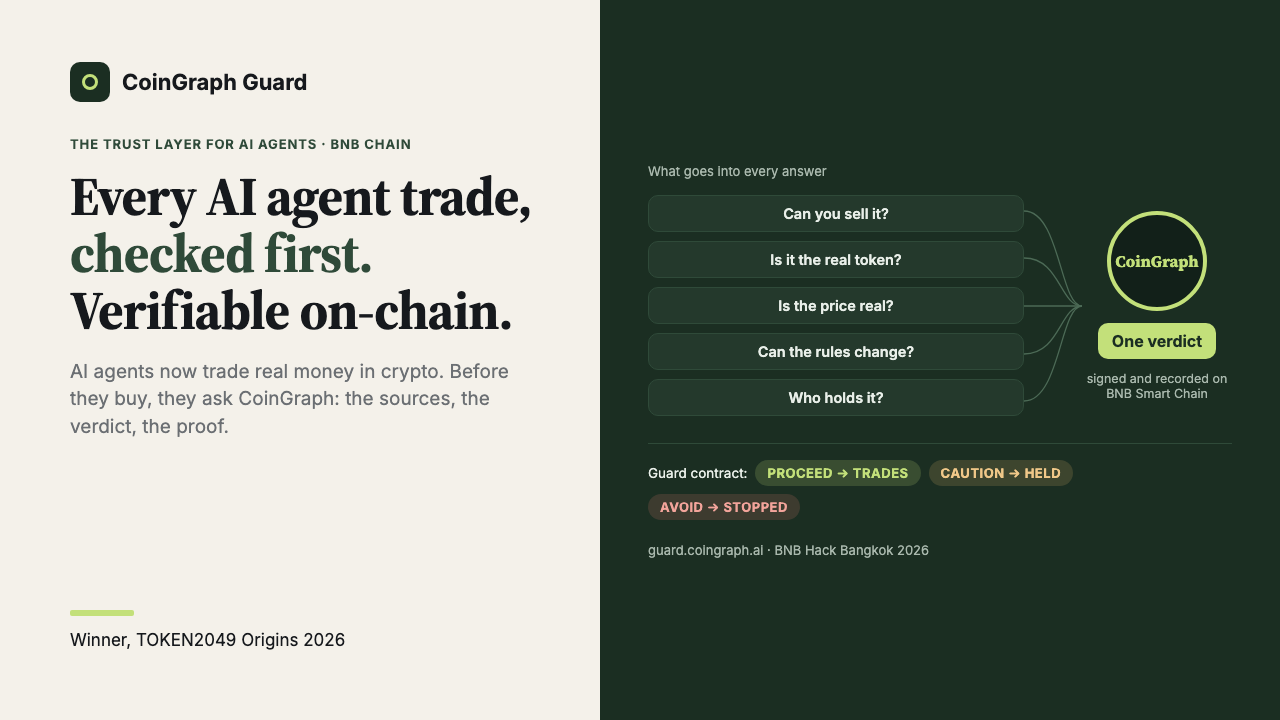 CoinGraph Guard
THE TRUST LAYER FOR AI AGENTS · BNB CHAIN
Every AI agent trade,
checked first.
Verifiable on-chain.
AI agents now trade real money in crypto. Before
they buy, they ask CoinGraph: the sources, the
verdict, the proof.
Winner, TOKEN2049 Origins 2026
What goes into every answer
Can you sell it?
Is it the real token?
Is the price real?
Can the rules change?
Who holds it?
CoinGraph
One verdict
signed and recorded on
BNB Smart Chain
Guard contract: PROCEED → TRADES CAUTION → HELD
AVOID → STOPPED
guard.coingraph.ai · BNB Hack Bangkok 2026